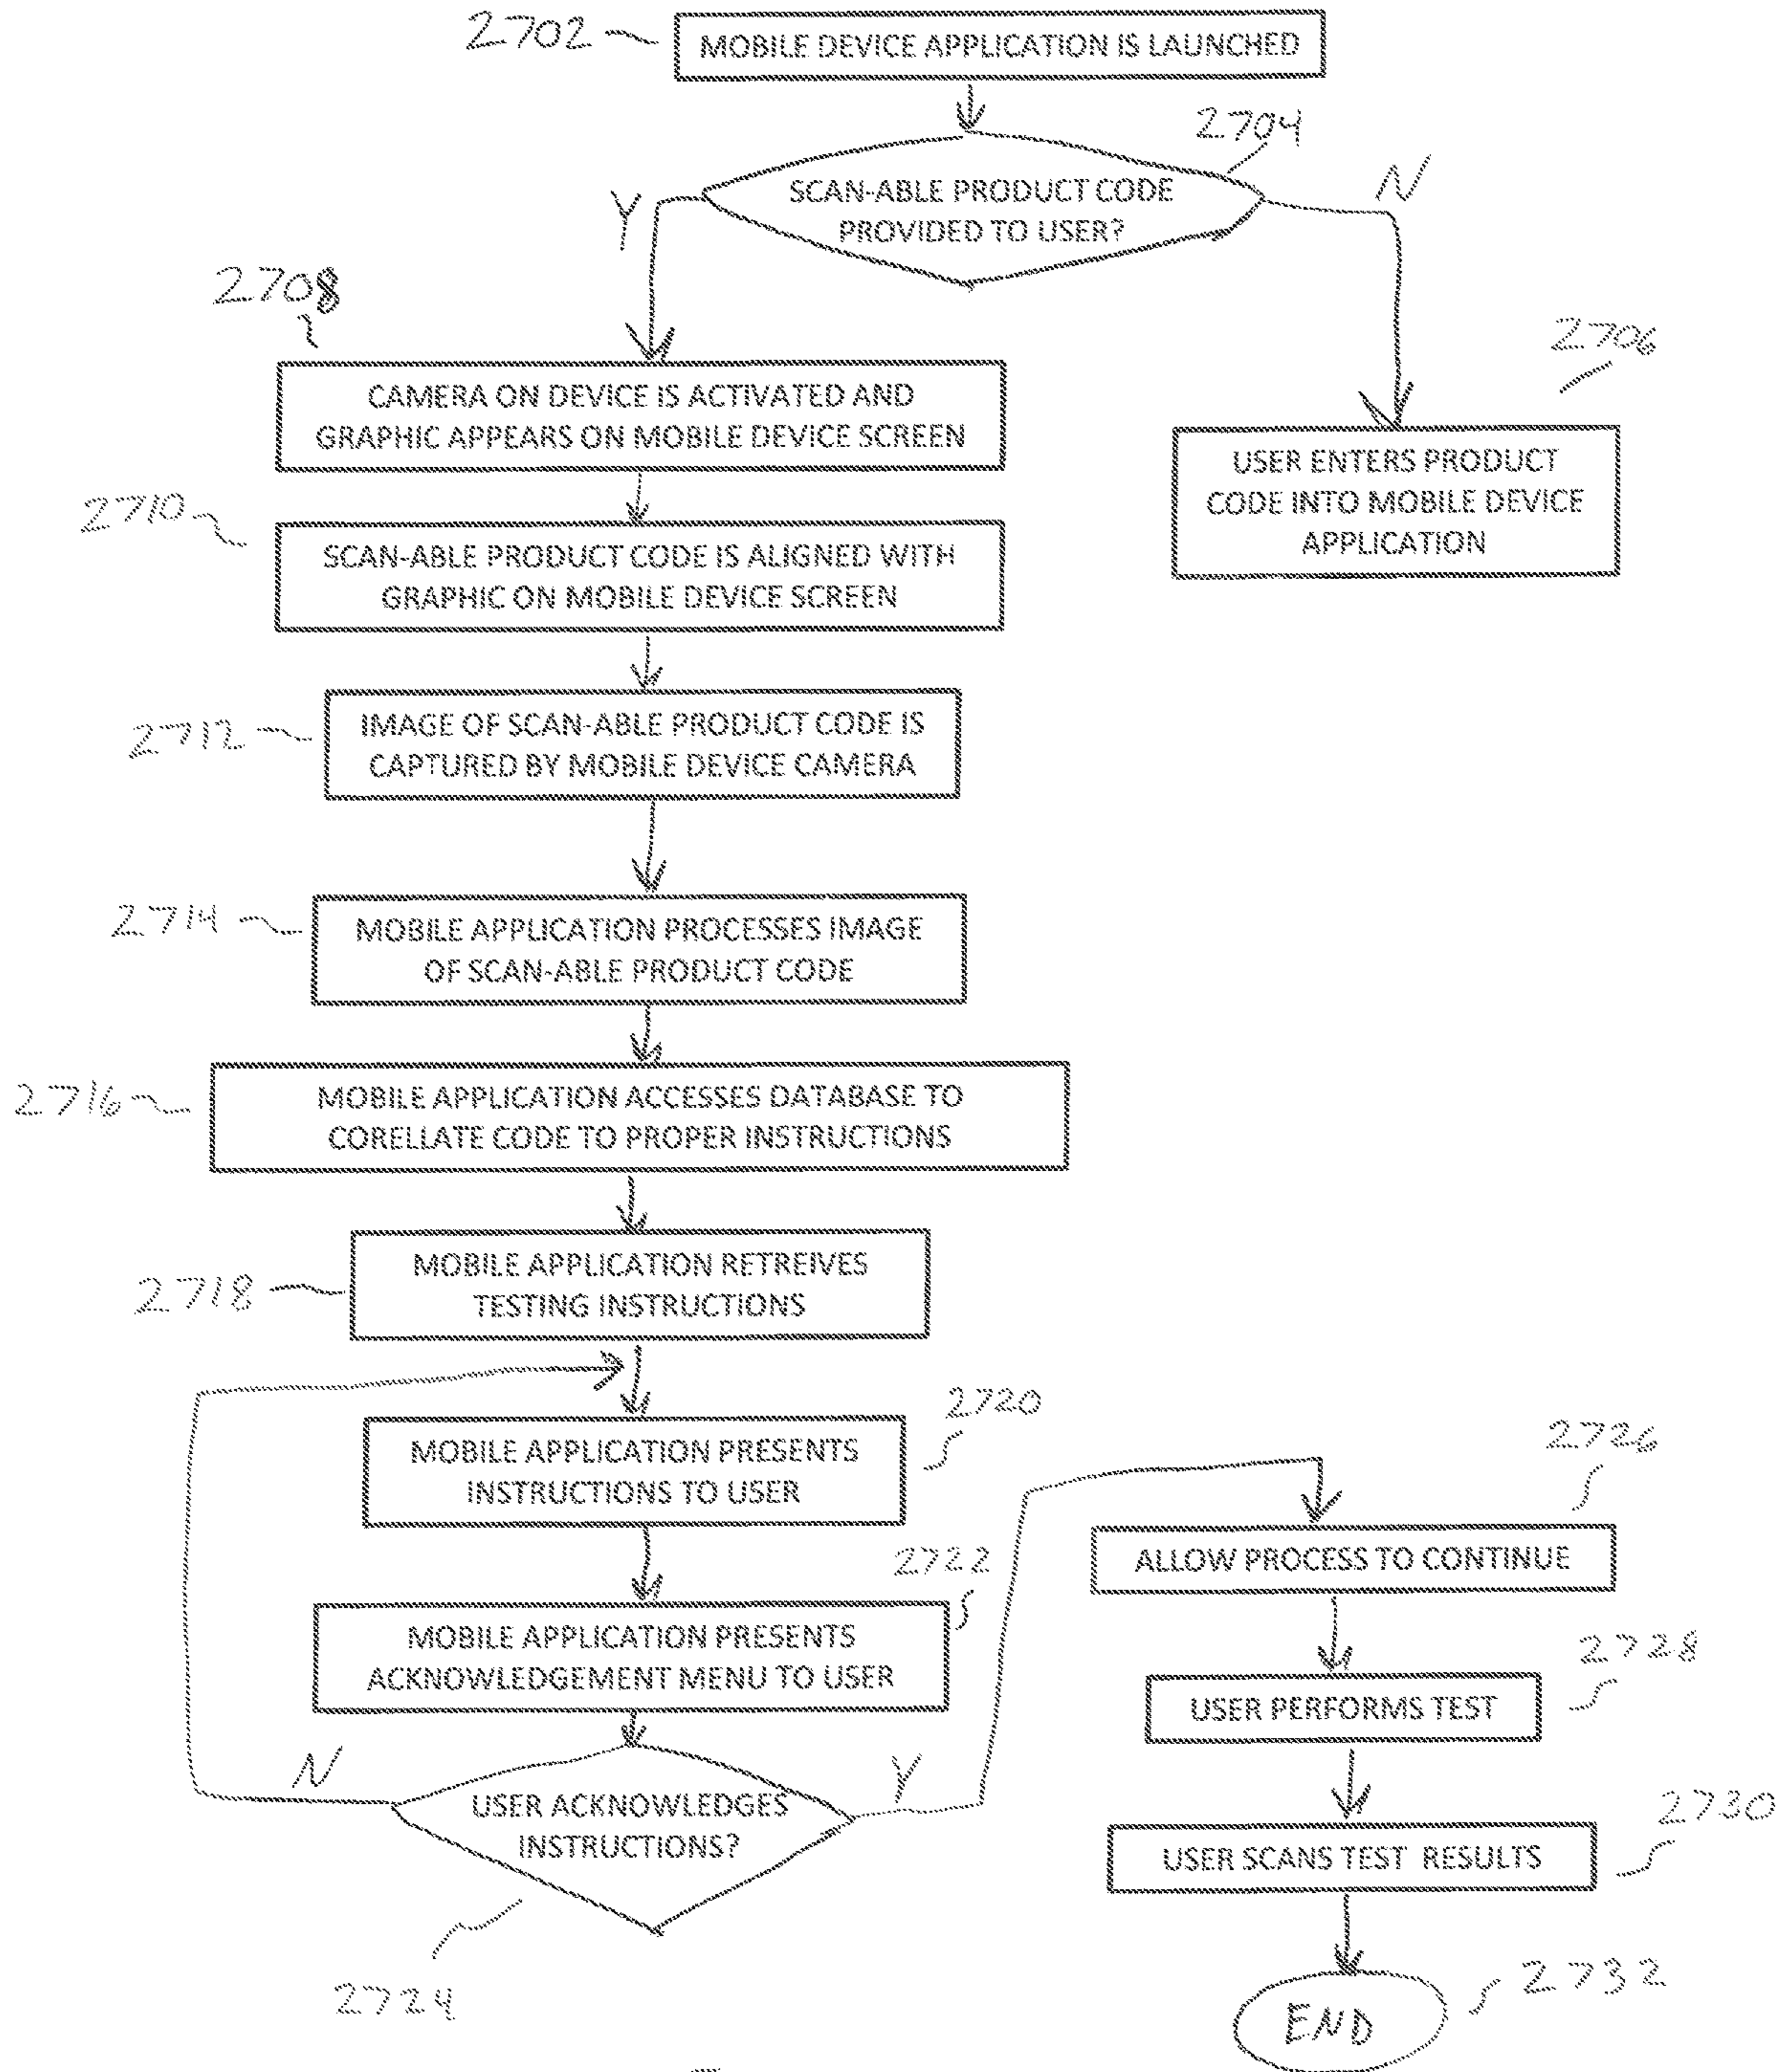 2702
MOBILE DEVICE APPLICATION IS LAUNCHED
2704
SCAN-ABLE PRODUCT CODE
PROVIDED TO USER?
Y
N
2708
CAMERA ON DEVICE IS ACTIVATED AND
GRAPHIC APPEARS ON MOBILE DEVICE SCREEN
2706
USER ENTERS PRODUCT
CODE INTO MOBILE DEVICE
APPLICATION
2710
SCAN-ABLE PRODUCT CODE IS ALIGNED WITH
GRAPHIC ON MOBILE DEVICE SCREEN
2712
IMAGE OF SCAN-ABLE PRODUCT CODE IS
CAPTURED BY MOBILE DEVICE CAMERA
2714
MOBILE APPLICATION PROCESSES IMAGE
OF SCAN-ABLE PRODUCT CODE
2716
MOBILE APPLICATION ACCESSES DATABASE TO
CORELLATE CODE TO PROPER INSTRUCTIONS
2718
MOBILE APPLICATION RETREIVES
TESTING INSTRUCTIONS
2720
MOBILE APPLICATION PRESENTS
INSTRUCTIONS TO USER
2722
MOBILE APPLICATION PRESENTS
ACKNOWLEDGEMENT MENU TO USER
N
Y
USER ACKNOWLEDGES
INSTRUCTIONS?
2724
2726
ALLOW PROCESS TO CONTINUE
2728
USER PERFORMS TEST
2730
USER SCANS TEST RESULTS
2732
END